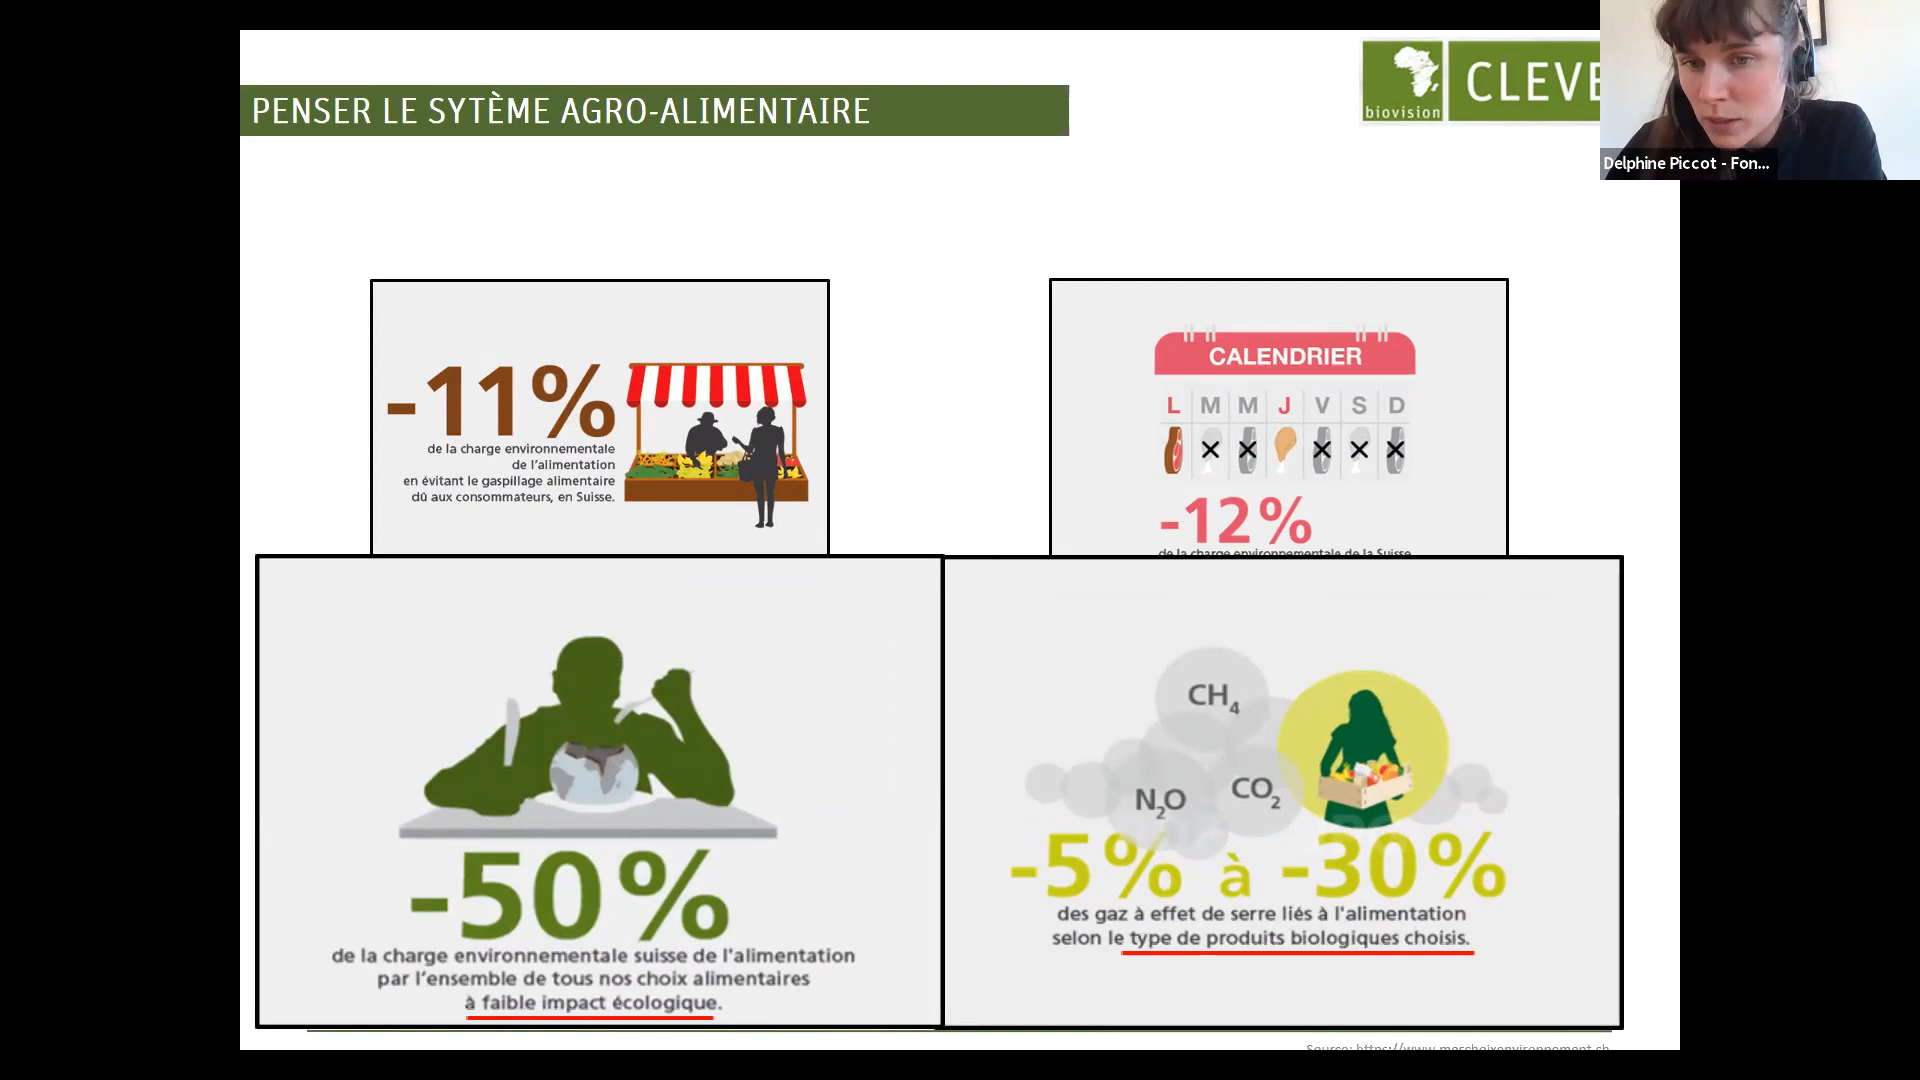 PENSER LE SYTÈME AGRO-ALIMENTAIRE
biovision
CLEVE
Delphine Piccot - Fon...
-11%
de la charge environnementale
de l'alimentation
en évitant le gaspillage alimentaire
dû aux consommateurs, en Suisse.
CALENDRIER
L M M J V S D
-12%
de la charge environnementale de la Suisse
-50%
de la charge environnementale suisse de l'alimentation
par l'ensemble de tous nos choix alimentaires
à faible impact écologique.
CH4
N2O
CO2
-5% à -30%
des gaz à effet de serre liés à l'alimentation
selon le type de produits biologiques choisis.
Source: https://www.meschoixenvironnement.ch